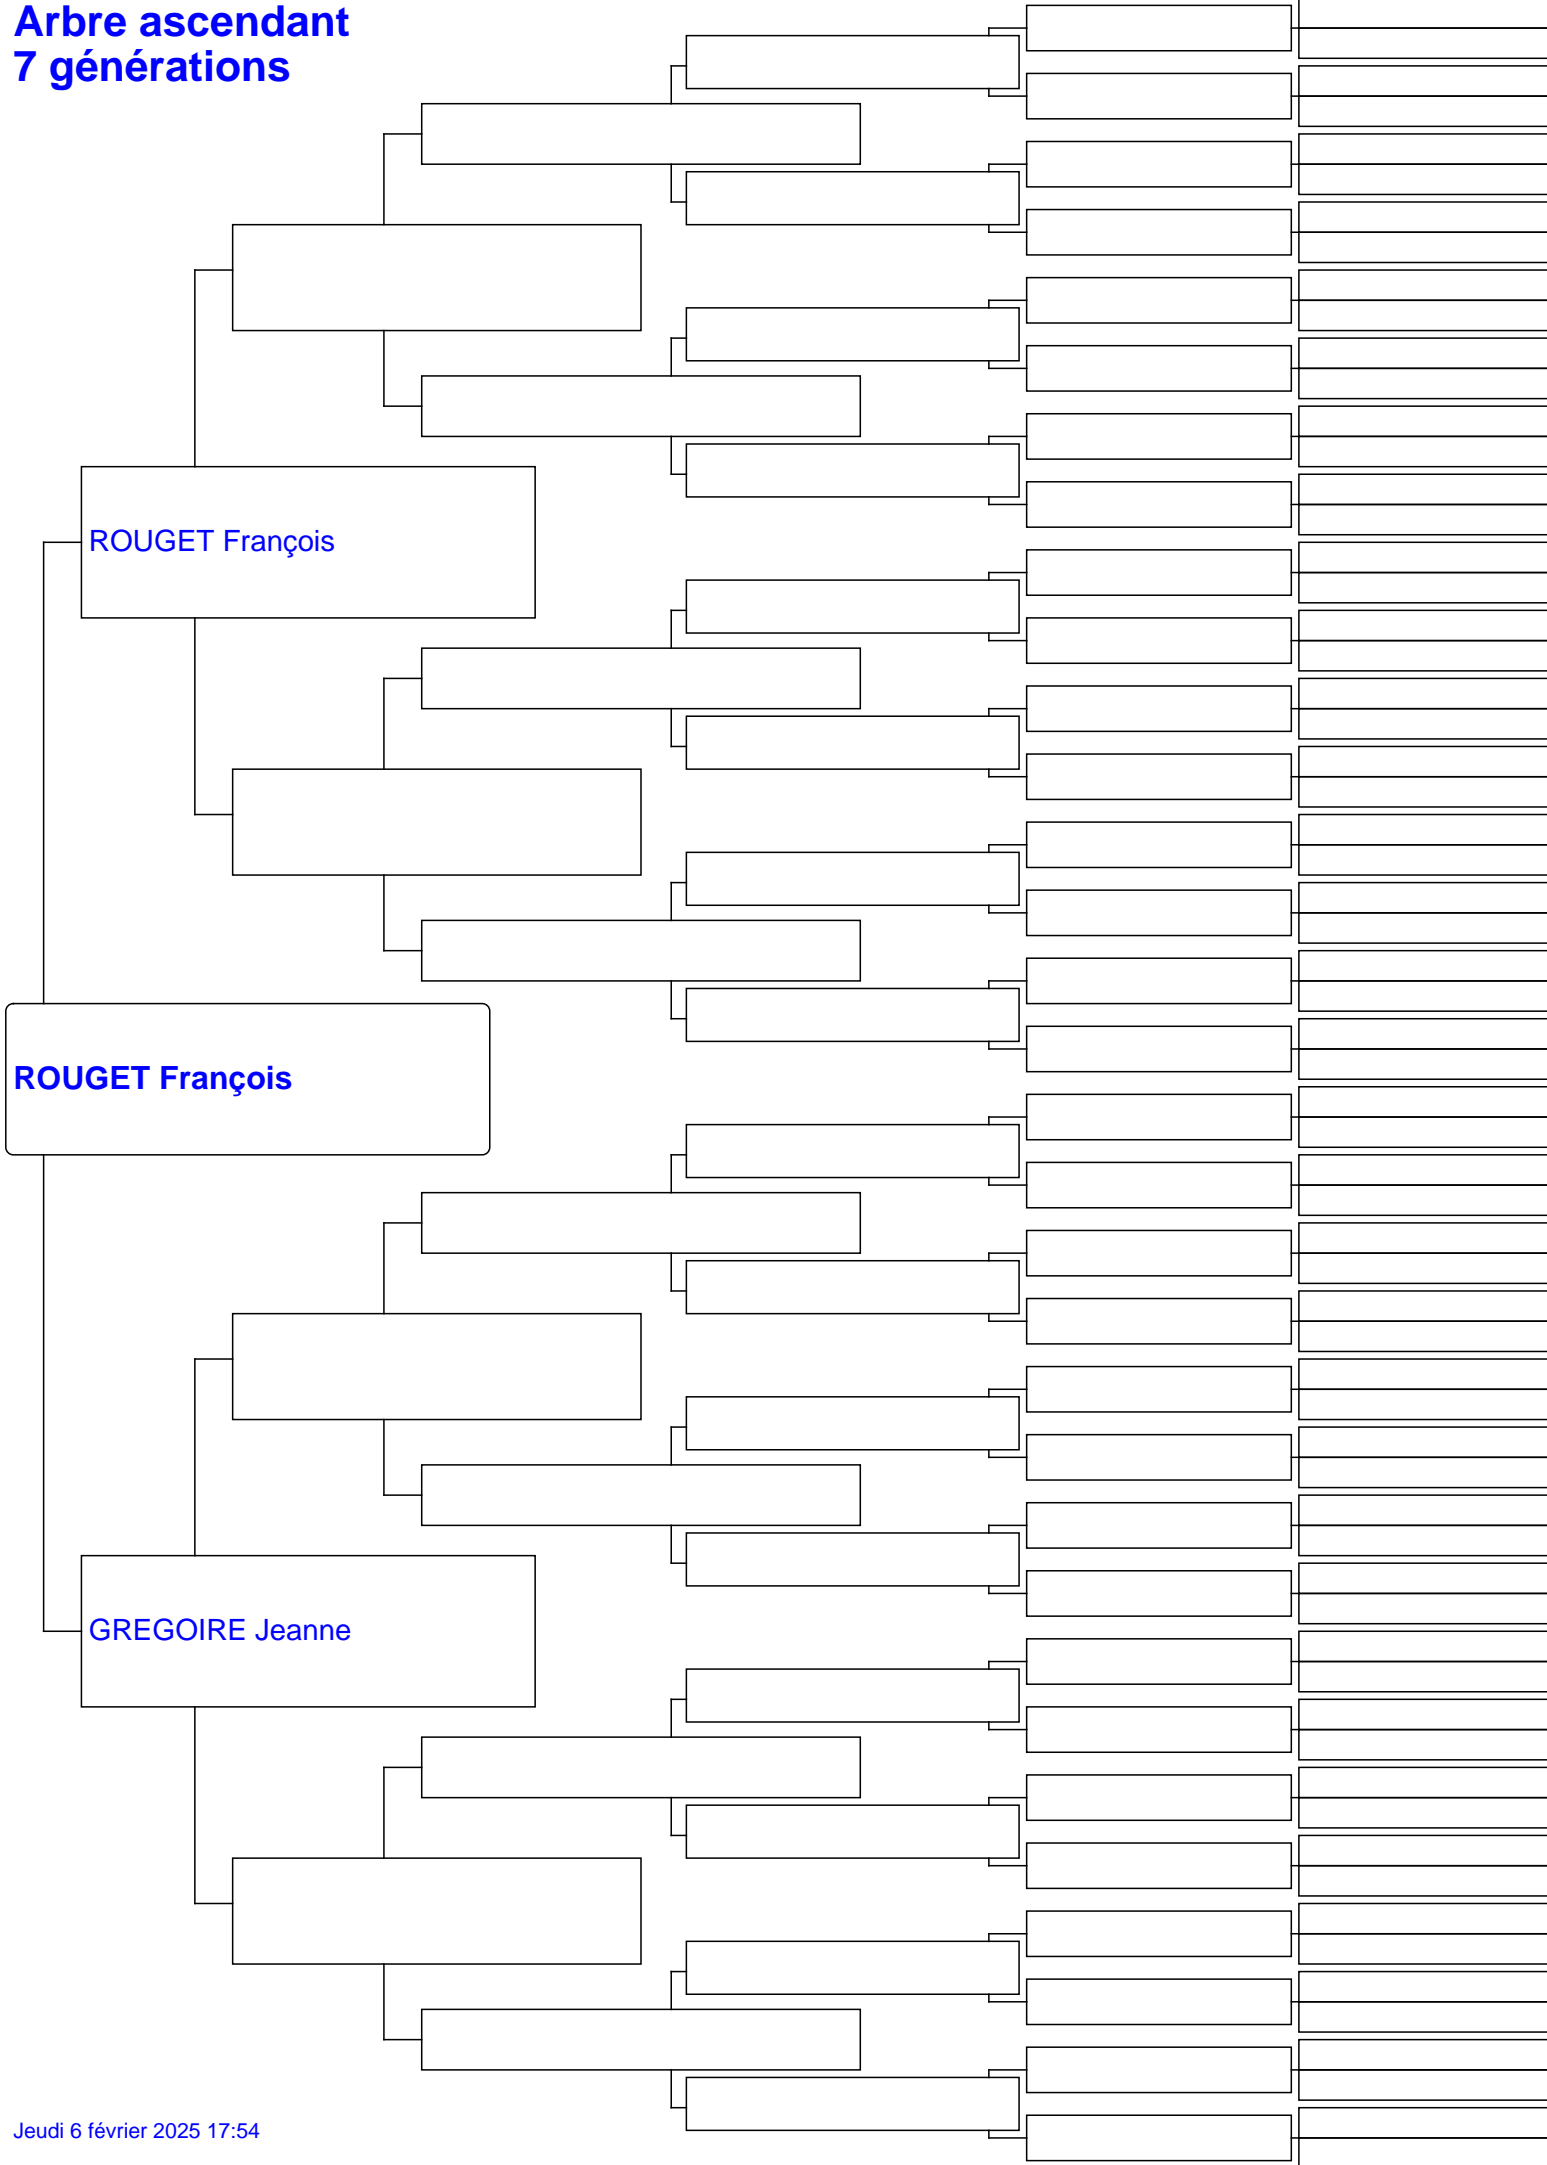 Arbre ascendant
7 générations
ROUGET François
ROUGET François
GREGOIRE Jeanne
Jeudi 6 février 2025 17:54